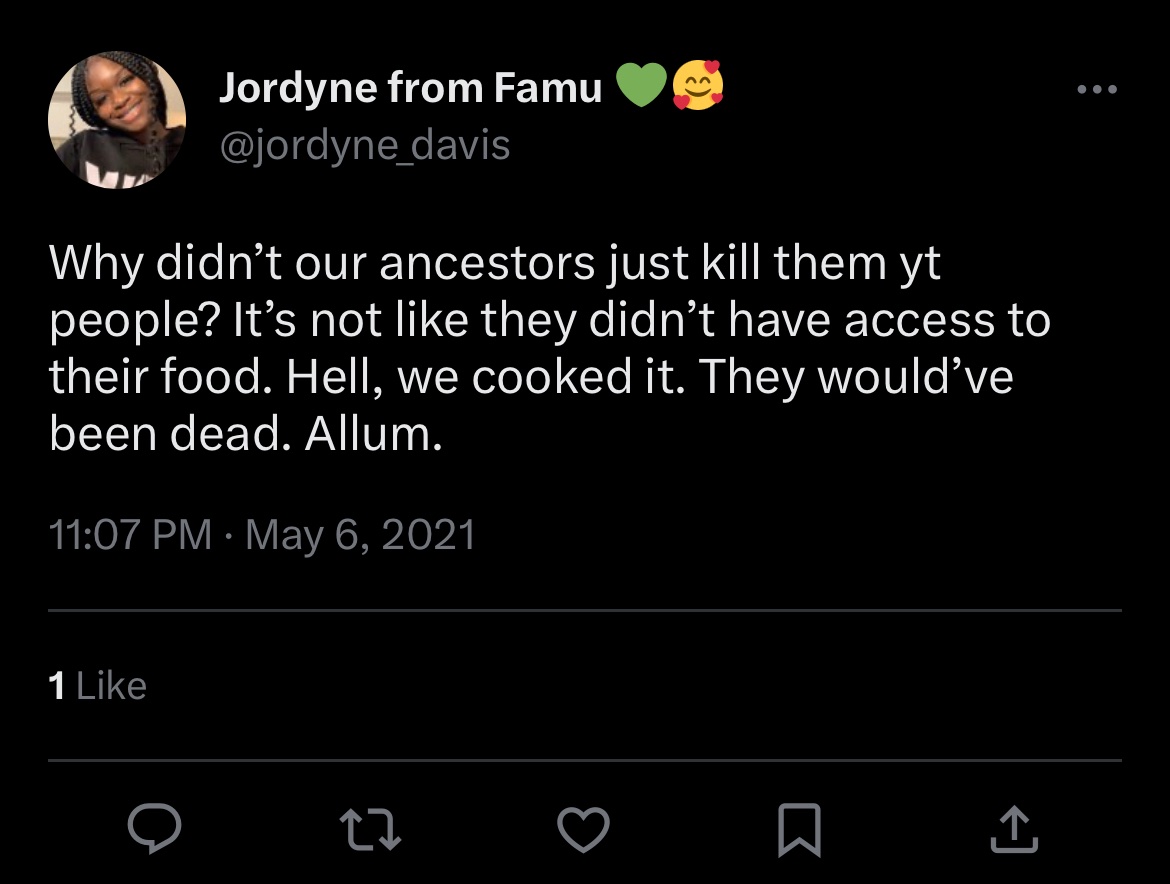 Jordyne from Famu 💚🥰
@jordyne_davis
Why didn’t our ancestors just kill them yt
people? It’s not like they didn’t have access to
their food. Hell, we cooked it. They would’ve
been dead. Allum.
11:07 PM · May 6, 2021
1 Like